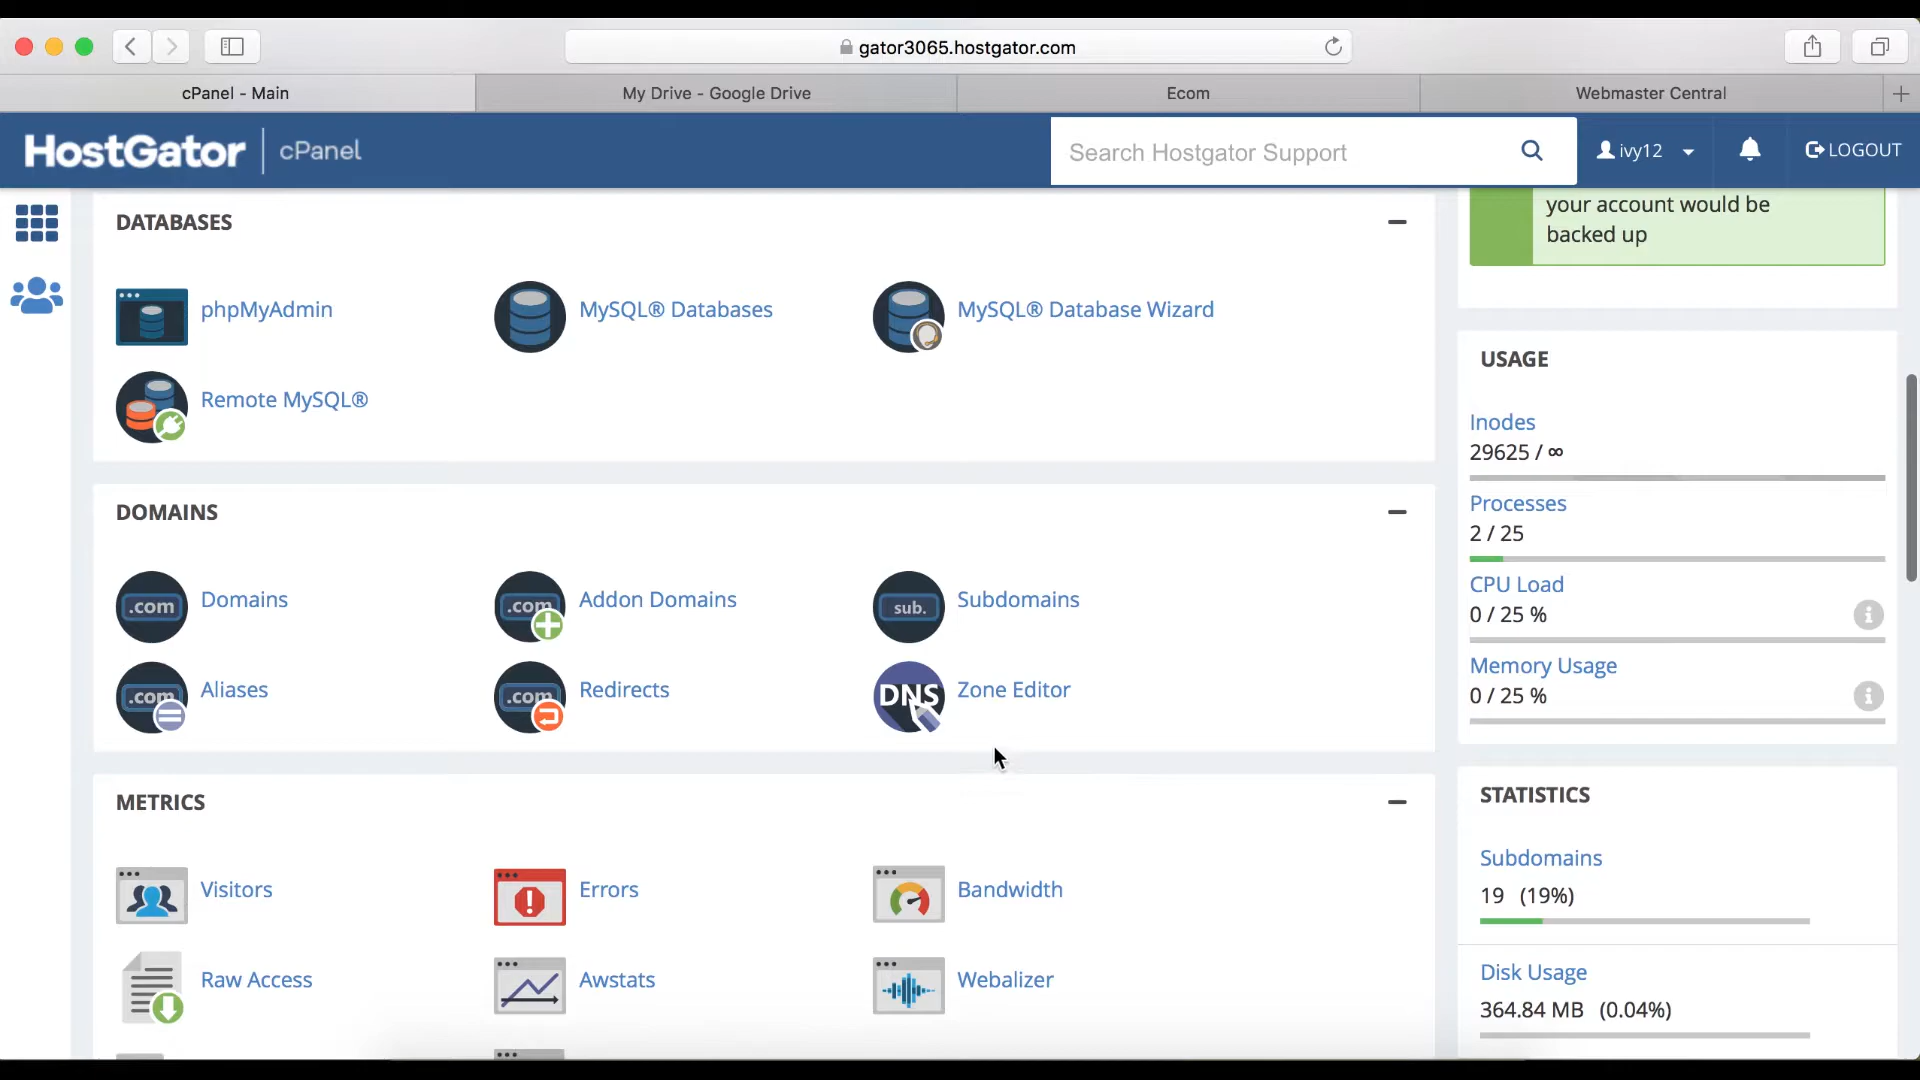 gator3065.hostgator.com
cPanel - Main
My Drive - Google Drive
Ecom
Webmaster Central
HostGator
cPanel
Search Hostgator Support
ivy12
LOGOUT
DATABASES
phpMyAdmin
MySQL® Databases
MySQL® Database Wizard
Remote MySQL®
DOMAINS
.com
Domains
.com
Addon Domains
sub.
Subdomains
.com
Aliases
.com
Redirects
DNS
Zone Editor
METRICS
Visitors
Errors
Bandwidth
Raw Access
Awstats
Webalizer
your account would be
backed up
USAGE
Inodes
29625 / ∞
Processes
2 / 25
CPU Load
0 / 25 %
Memory Usage
0 / 25 %
STATISTICS
Subdomains
19 (19%)
Disk Usage
364.84 MB (0.04%)